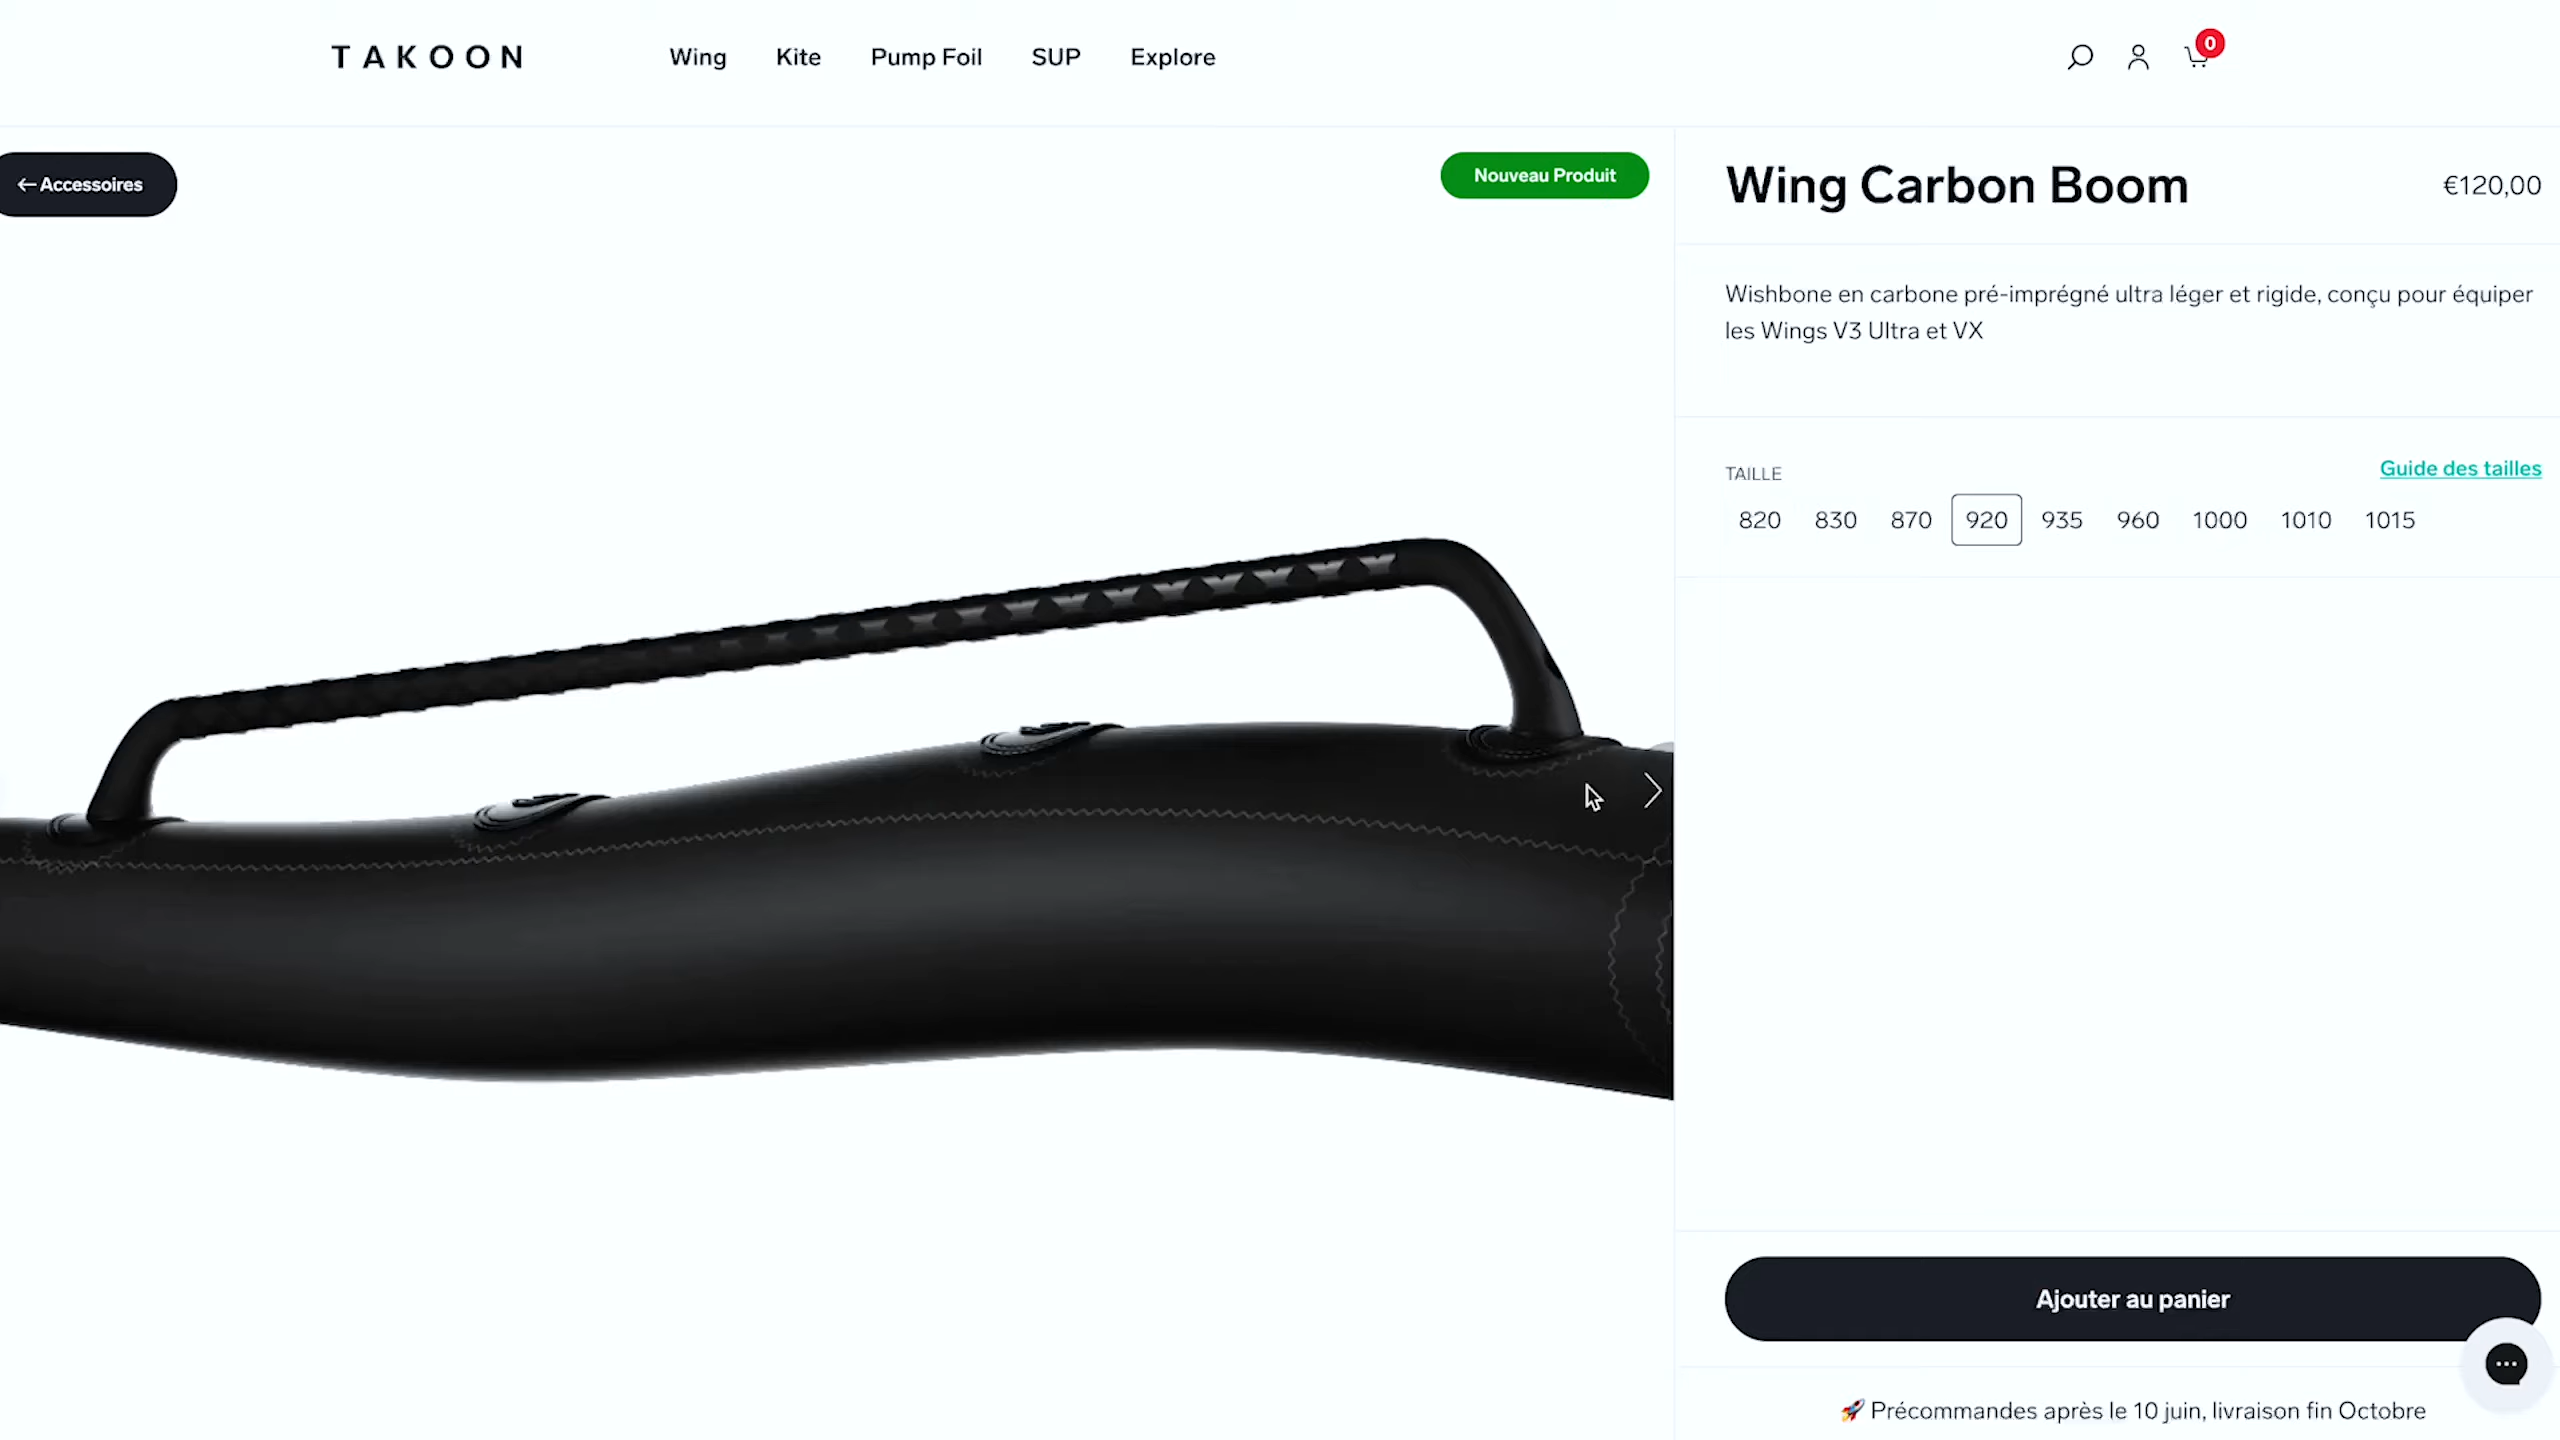 TAKOON
Wing
Kite
Pump Foil
SUP
Explore
0
← Accessoires
Nouveau Produit
Wing Carbon Boom
€120,00
Wishbone en carbone pré-imprégné ultra léger et rigide, conçu pour équiper
les Wings V3 Ultra et VX
TAILLE
Guide des tailles
820 830 870 920 935 960 1000 1010 1015
Ajouter au panier
🚀 Précommandes après le 10 juin, livraison fin Octobre